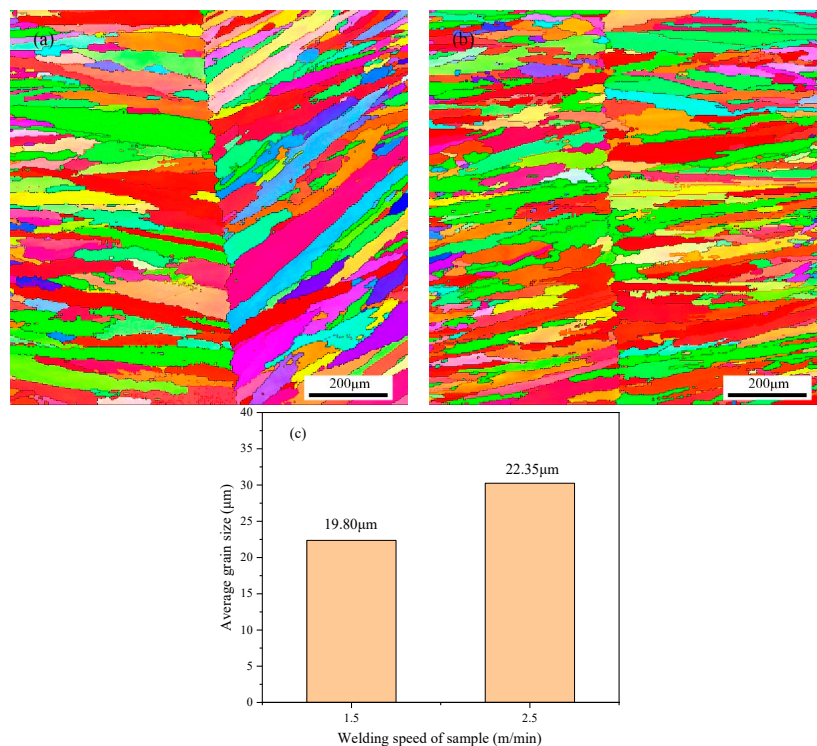 (a)
(b)
200μm
200μm
(c)
40
35
30
25
20
15
10
5
0
Average grain size (μm)
19.80μm
22.35μm
1.5
2.5
Welding speed of sample (m/min)